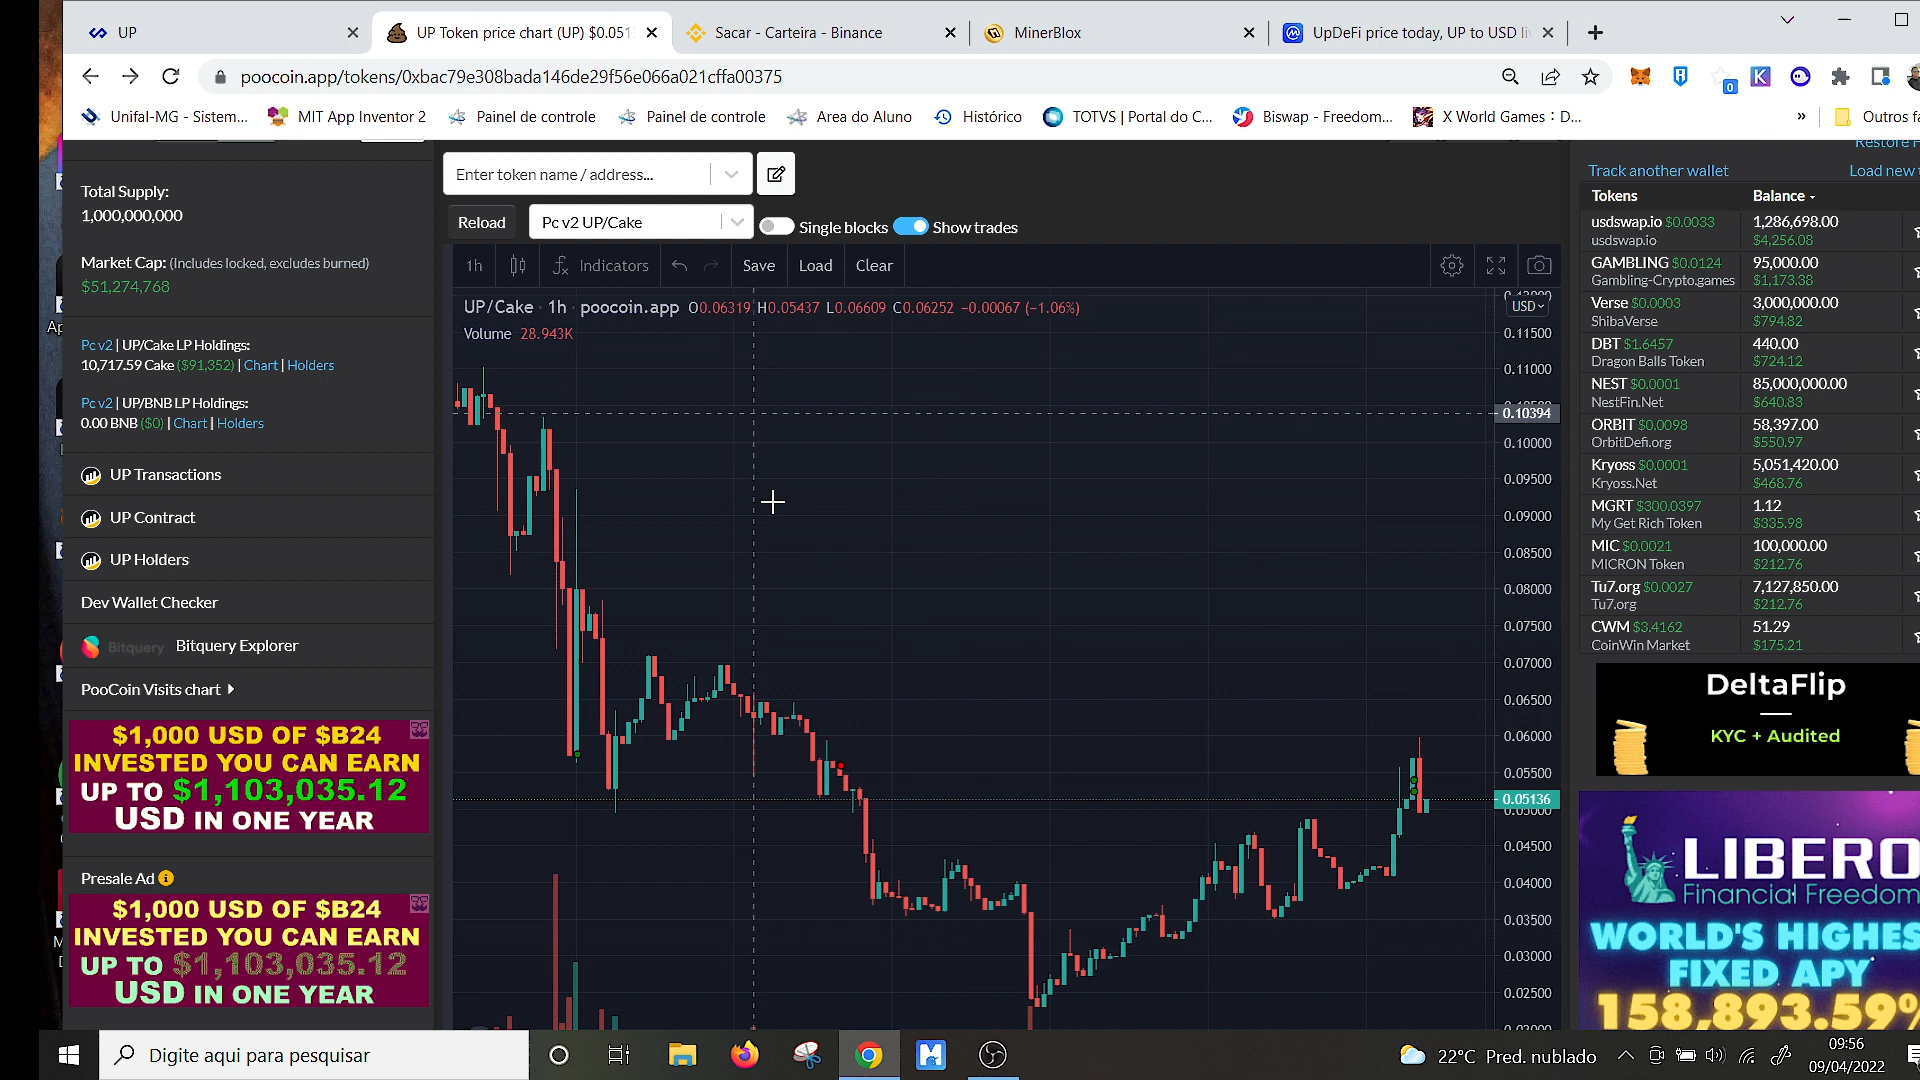 UP
UP Token price chart (UP) $0.051
Sacar - Carteira - Binance
MinerBlox
UpDeFi price today, UP to USD li
poocoin.app/tokens/0xbac79e308bada146de29f56e066a021cffa00375
0
Unifal-MG - Sistem...
MIT App Inventor 2
Painel de controle
Painel de controle
Area do Aluno
Histórico
TOTVS | Portal do C...
Biswap - Freedom...
X World Games : D...
»
Outros fa
Total Supply:
1,000,000,000
Market Cap: (Includes locked, excludes burned)
$51,274,768
Pc v2 | UP/Cake LP Holdings:
10,717.59 Cake ($91,352) | Chart | Holders
Pc v2 | UP/BNB LP Holdings:
0.00 BNB ($0) | Chart | Holders
UP Transactions
UP Contract
UP Holders
Dev Wallet Checker
Bitquery Bitquery Explorer
PooCoin Visits chart
$1,000 USD OF $B24
INVESTED YOU CAN EARN
UP TO $1,103,035.12
USD IN ONE YEAR
Presale Ad
$1,000 USD OF $B24
INVESTED YOU CAN EARN
UP TO $1,103,035.12
USD IN ONE YEAR
Enter token name / address...
Reload
Pc v2 UP/Cake
Single blocks
Show trades
1h
Indicators
Save
Load
Clear
UP/Cake · 1h · poocoin.app O0.06319 H0.05437 L0.06609 C0.06252 −0.00067 (−1.06%)
Volume 28.943K
USD
0.11500
0.11000
0.10394
0.10000
0.09500
0.09000
0.08500
0.08000
0.07500
0.07000
0.06500
0.06000
0.05500
0.05136
0.05000
0.04500
0.04000
0.03500
0.03000
0.02500
Track another wallet
Load new t
Tokens Balance
usdswap.io $0.0033 1,286,698.00
usdswap.io $4,256.08
GAMBLING $0.0124 95,000.00
Gambling-Crypto.games $1,173.38
Verse $0.0003 3,000,000.00
ShibaVerse $794.82
DBT $1.6457 440.00
Dragon Balls Token $724.12
NEST $0.0001 85,000,000.00
NestFin.Net $640.83
ORBIT $0.0098 58,397.00
OrbitDefi.org $550.97
Kryoss $0.0001 5,051,420.00
Kryoss.Net $468.76
MGRT $300.0397 1.12
My Get Rich Token $335.98
MIC $0.0021 100,000.00
MICRON Token $212.76
Tu7.org $0.0027 7,127,850.00
Tu7.org $212.76
CWM $3.4162 51.29
CoinWin Market $175.21
DeltaFlip
KYC + Audited
LIBERO
Financial Freedom
WORLD'S HIGHES
FIXED APY
158,893.59%
Digite aqui para pesquisar
22°C Pred. nublado
09:56
09/04/2022